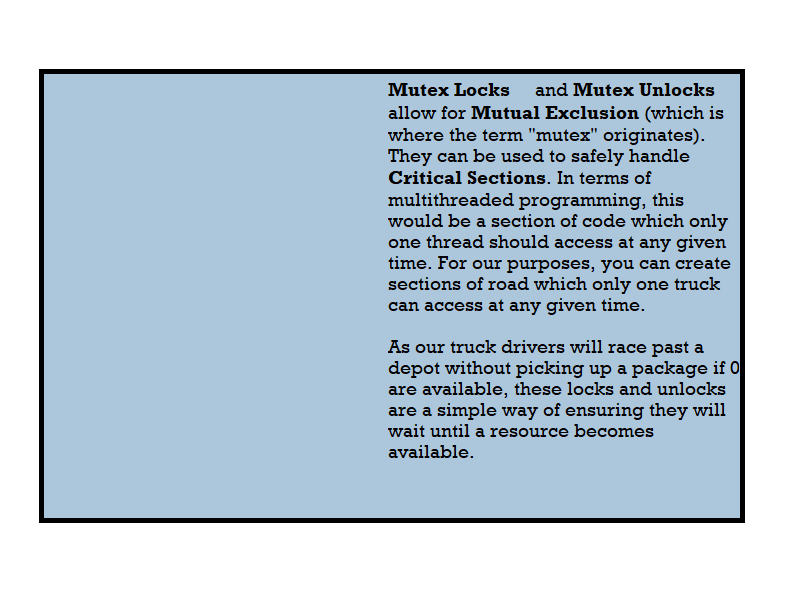 Mutex Locks and Mutex Unlocks
allow for Mutual Exclusion (which is
where the term "mutex" originates).
They can be used to safely handle
Critical Sections. In terms of
multithreaded programming, this
would be a section of code which only
one thread should access at any given
time. For our purposes, you can create
sections of road which only one truck
can access at any given time.
As our truck drivers will race past a
depot without picking up a package if 0
are available, these locks and unlocks
are a simple way of ensuring they will
wait until a resource becomes
available.